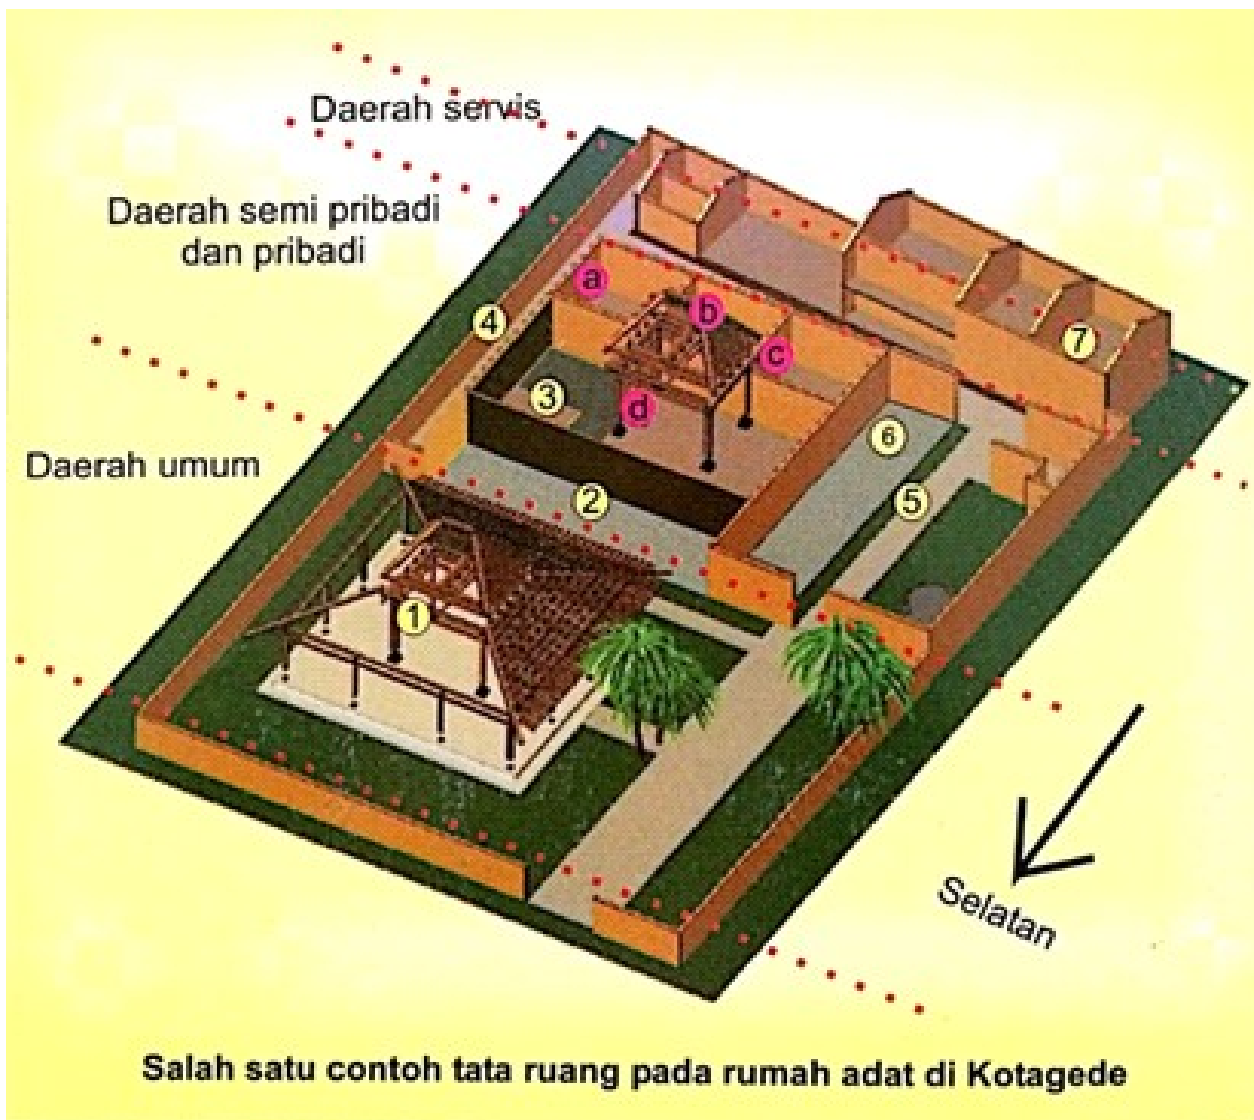 Daerah servis
Daerah semi pribadi
dan pribadi
Daerah umum
a
b
c
d
1
2
3
4
5
6
7
Selatan
Salah satu contoh tata ruang pada rumah adat di Kotagede